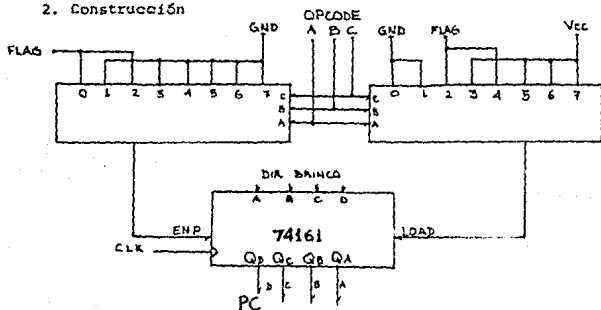 2. Construcción
OPCODE
A B C
GND
GND
FLAG
VCC
FLAG
0 1 2 3 4 5 6 7
C
B
A
0 1 2 3 4 5 6 7
C
B
A
DIR BRINCA
A B C D
ENP
74161
LOAD
CLK
QD QC QB QA
D C B A
PC